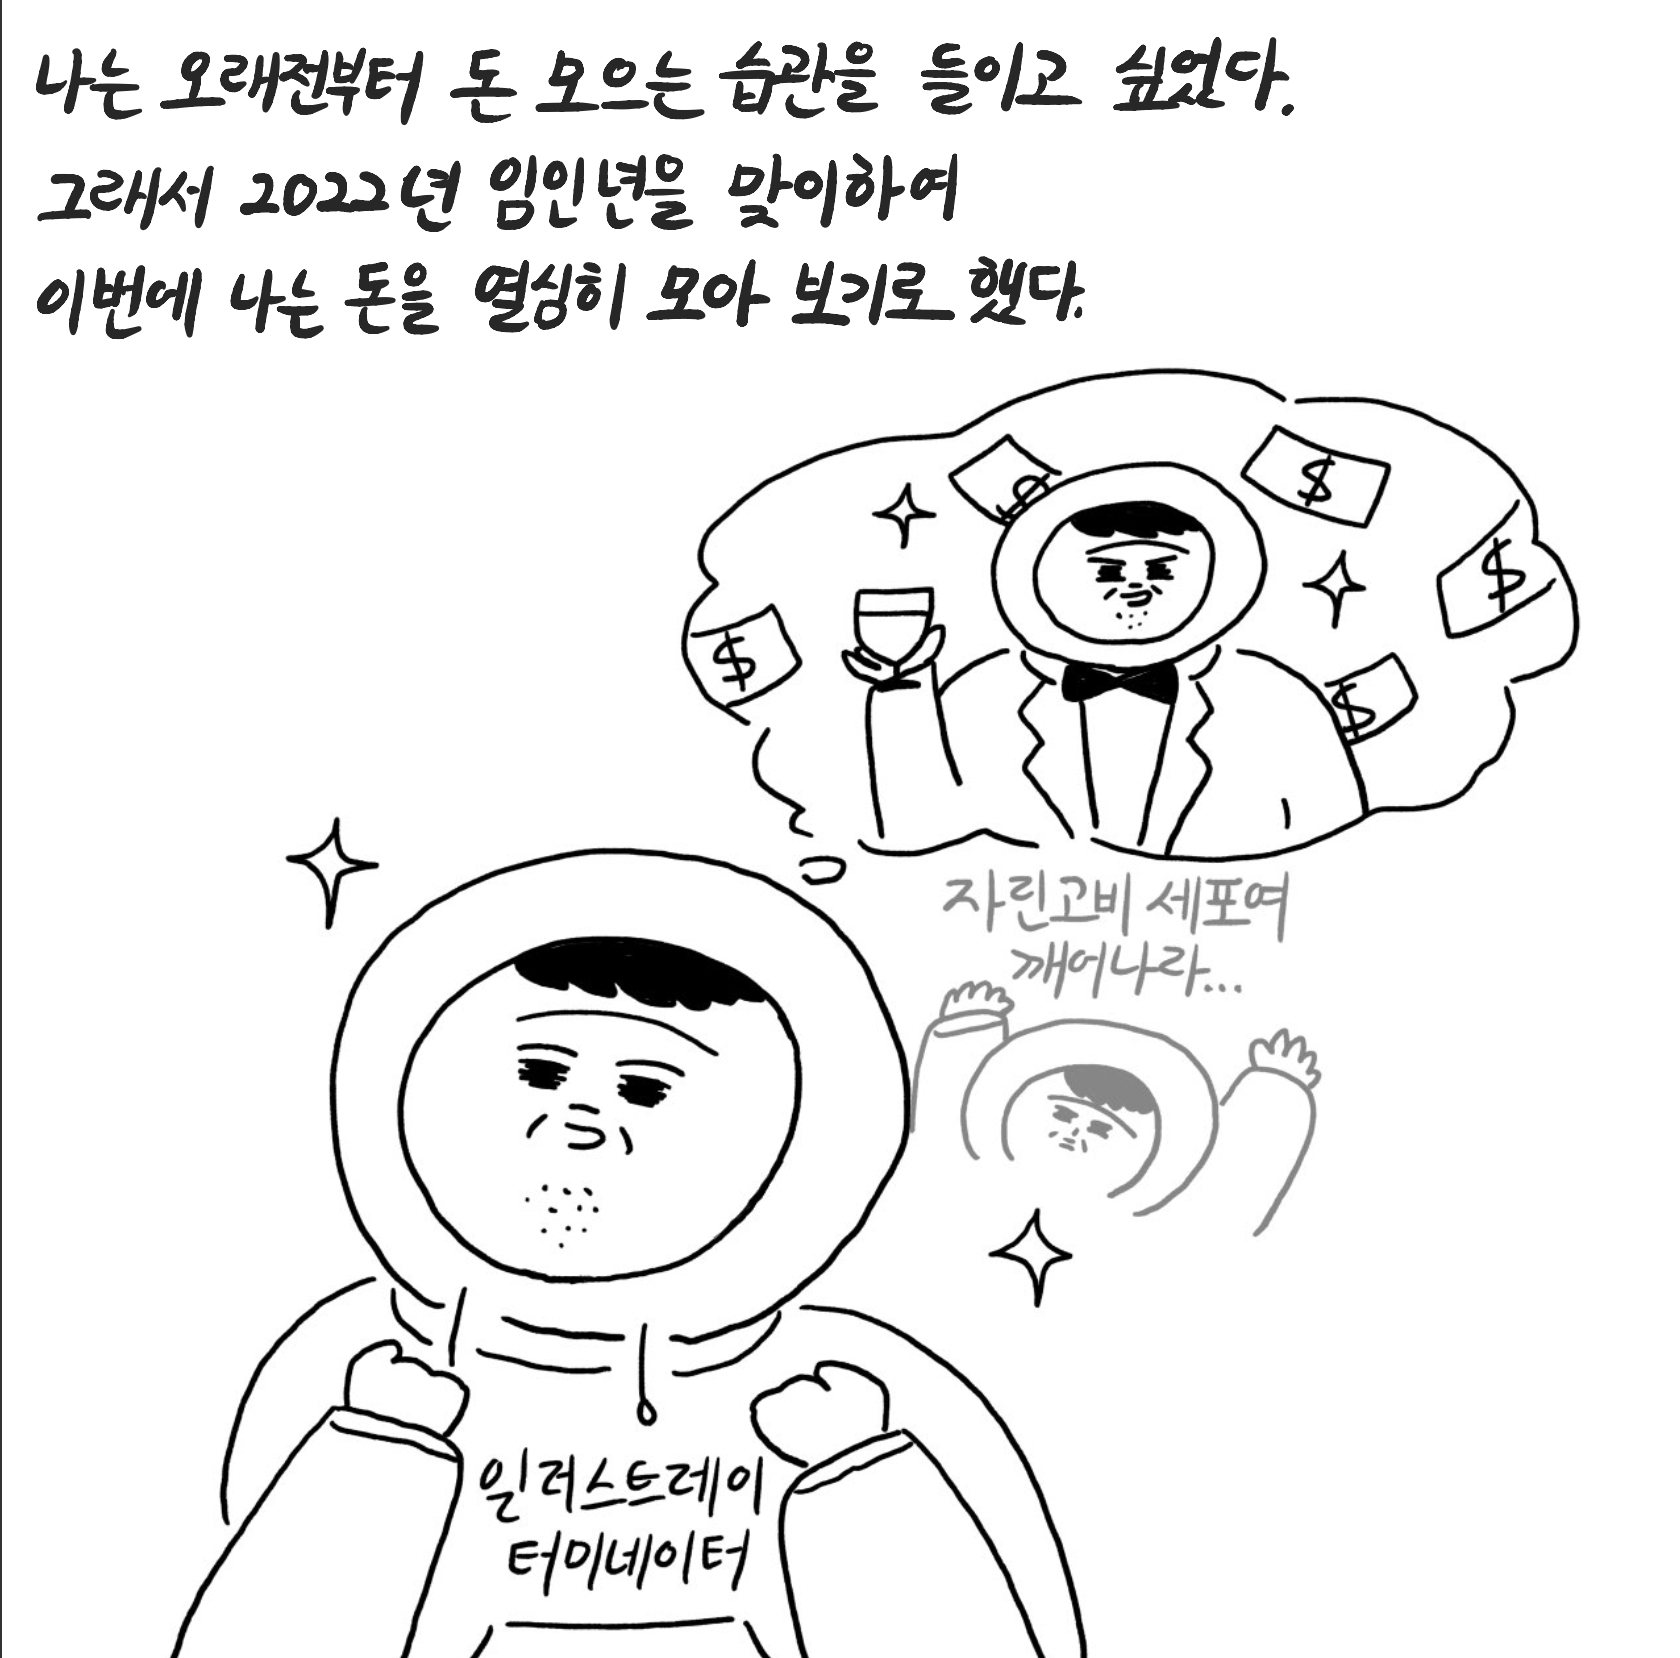 나는 오래전부터 돈 모으는 습관을 들이고 싶었다.
그래서 2022년 임인년을 맞이하여
이번에 나는 돈을 열심히 모아 보기로 했다.
$
$
$
$
$
자린고비 세포여
깨어나라...
일러스트레이
터미네이터